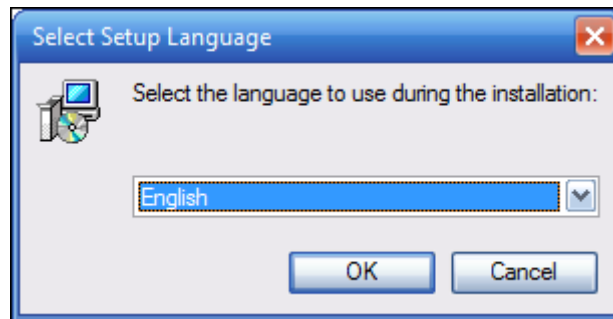 Select Setup Language
Select the language to use during the installation:
English
OK
Cancel